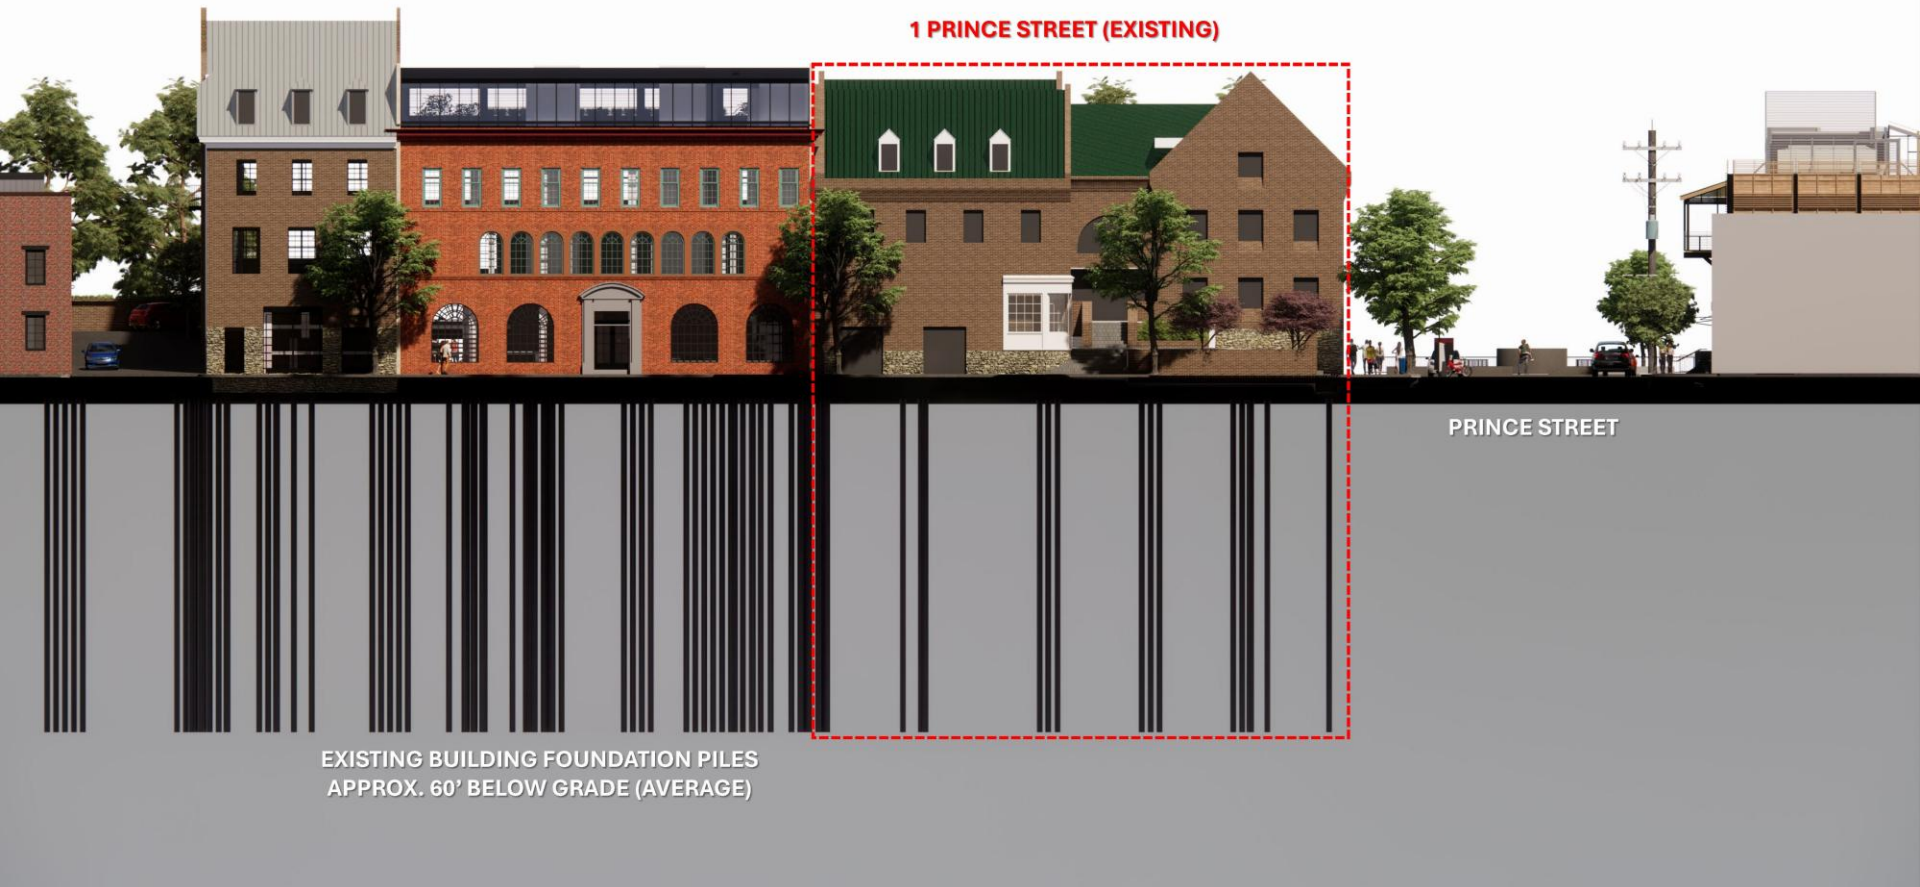 1 PRINCE STREET (EXISTING)
PRINCE STREET
EXISTING BUILDING FOUNDATION PILES
APPROX. 60’ BELOW GRADE (AVERAGE)